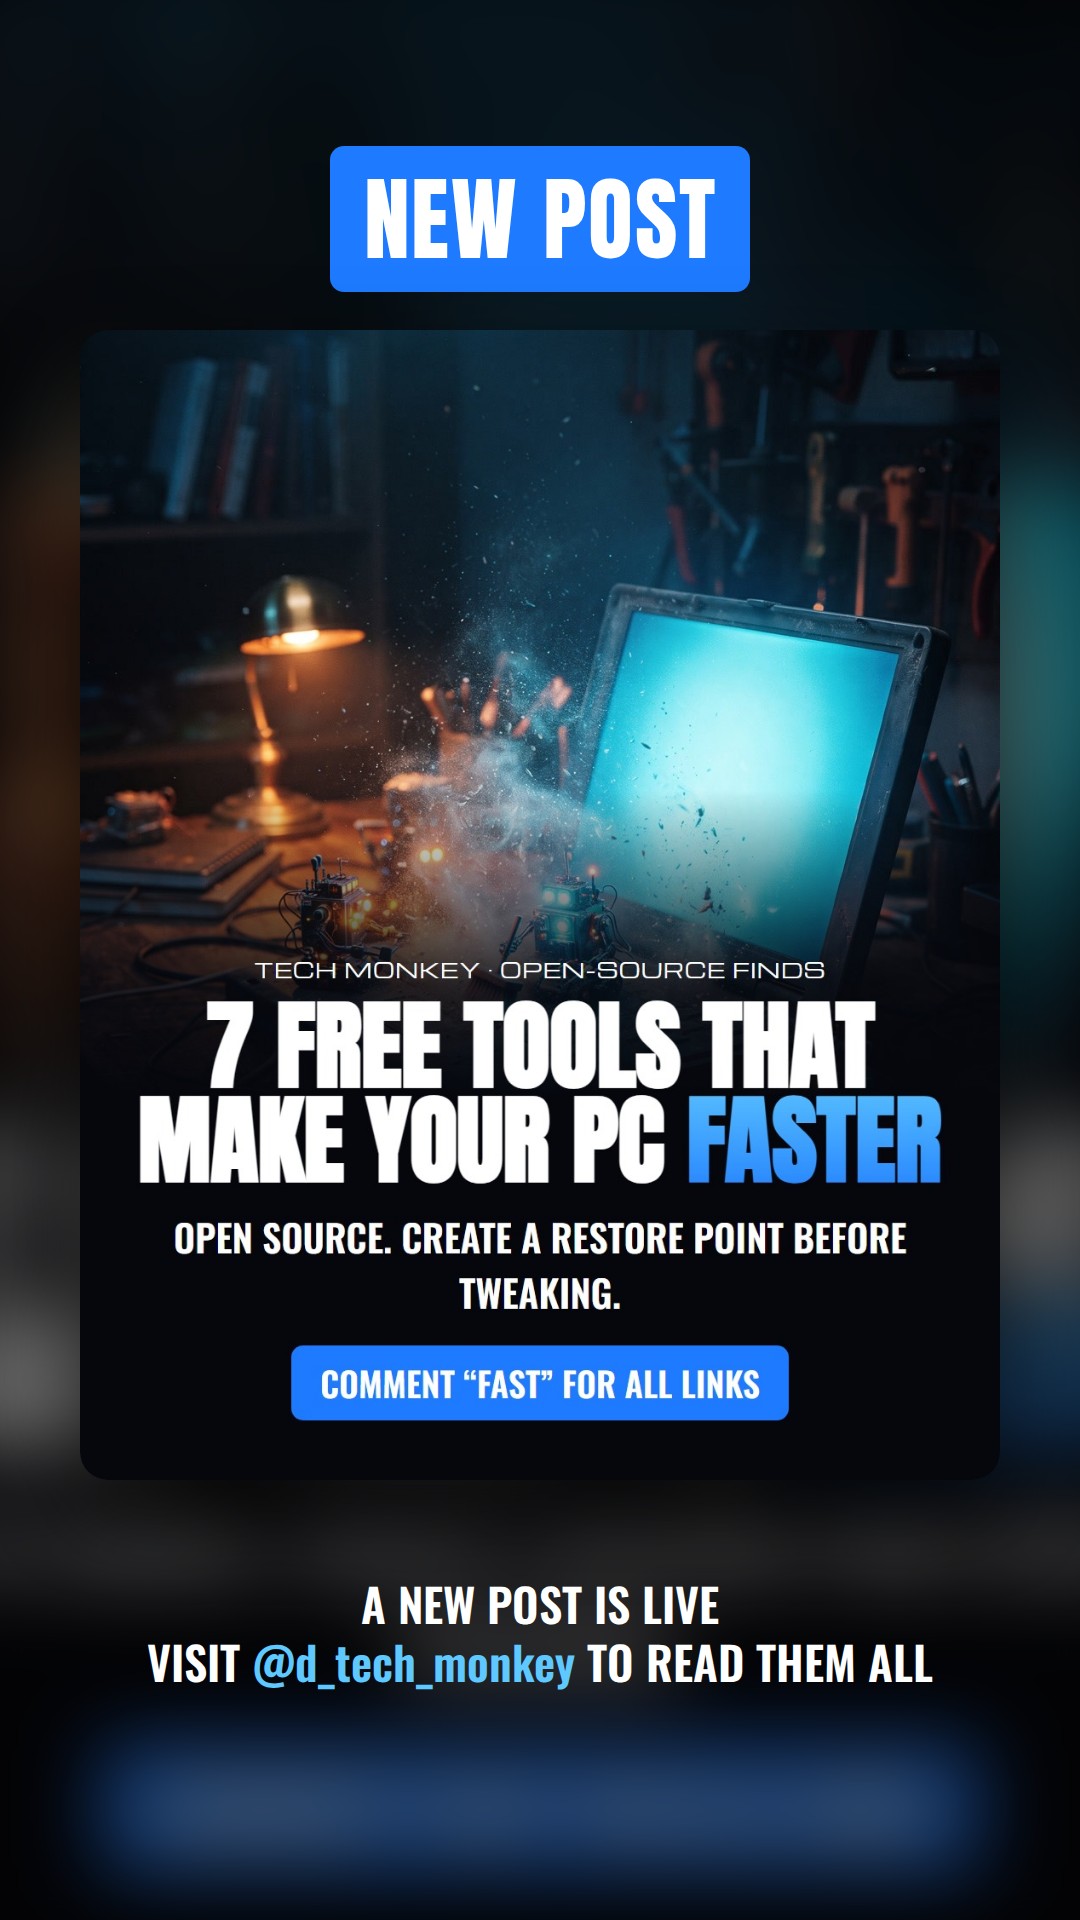 NEW POST
TECH MONKEY · OPEN-SOURCE FINDS
7 FREE TOOLS THAT
MAKE YOUR PC FASTER
OPEN SOURCE. CREATE A RESTORE POINT BEFORE
TWEAKING.
COMMENT “FAST” FOR ALL LINKS
A NEW POST IS LIVE
VISIT @d_tech_monkey TO READ THEM ALL